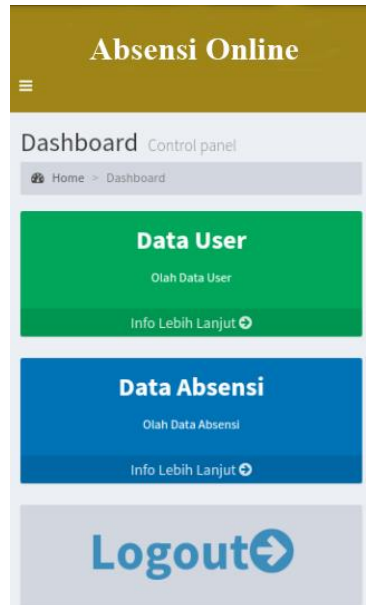 Absensi Online
Dashboard Control panel
Home > Dashboard
Data User
Olah Data User
Info Lebih Lanjut
Data Absensi
Olah Data Absensi
Info Lebih Lanjut
Logout